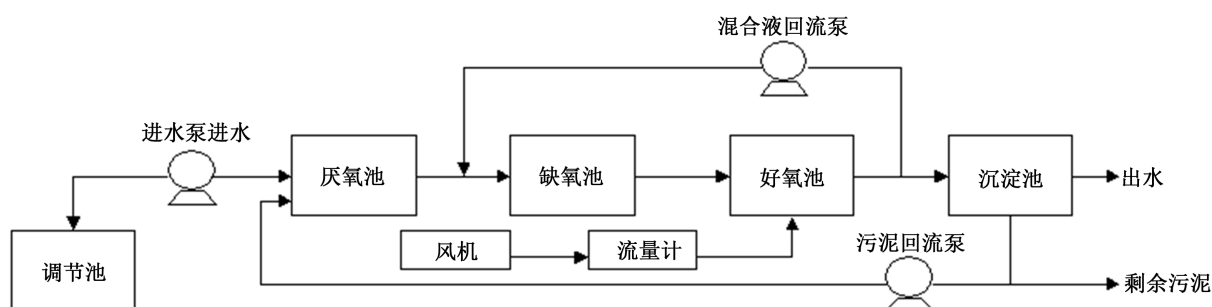 混合液回流泵
进水泵进水
厌氧池
缺氧池
好氧池
沉淀池
出水
风机
流量计
污泥回流泵
调节池
剩余污泥